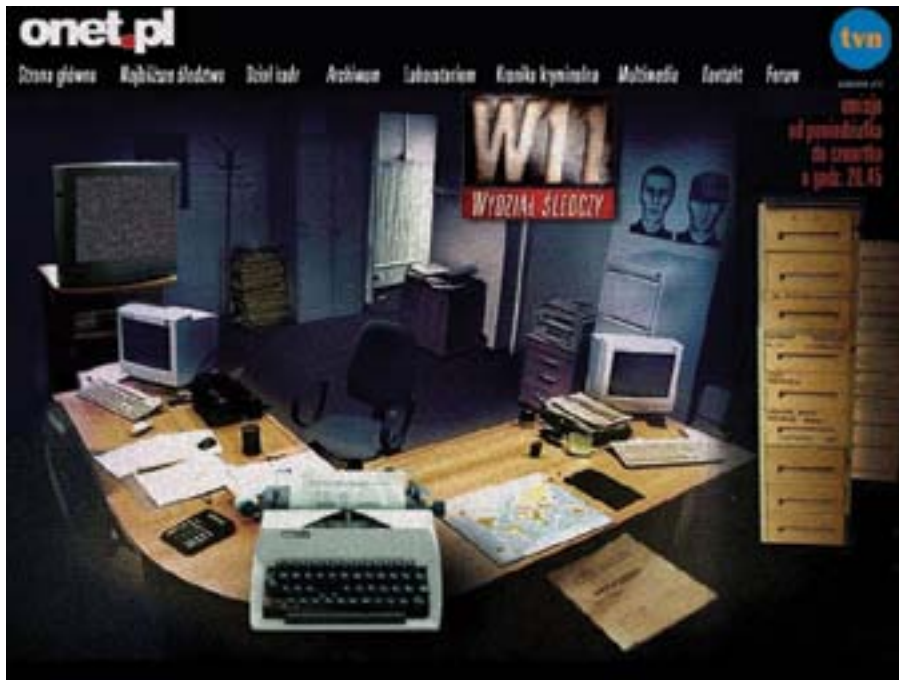 onet.pl
tvn
Strona główna Najbliższe śledztwo Dział kadr Archiwum Laboratorium Kronika kryminalna Multimedia Kontakt Forum
emisja
od poniedziałku
do czwartku
o godz. 20.45
W11
WYDZIAŁ ŚLEDCZY